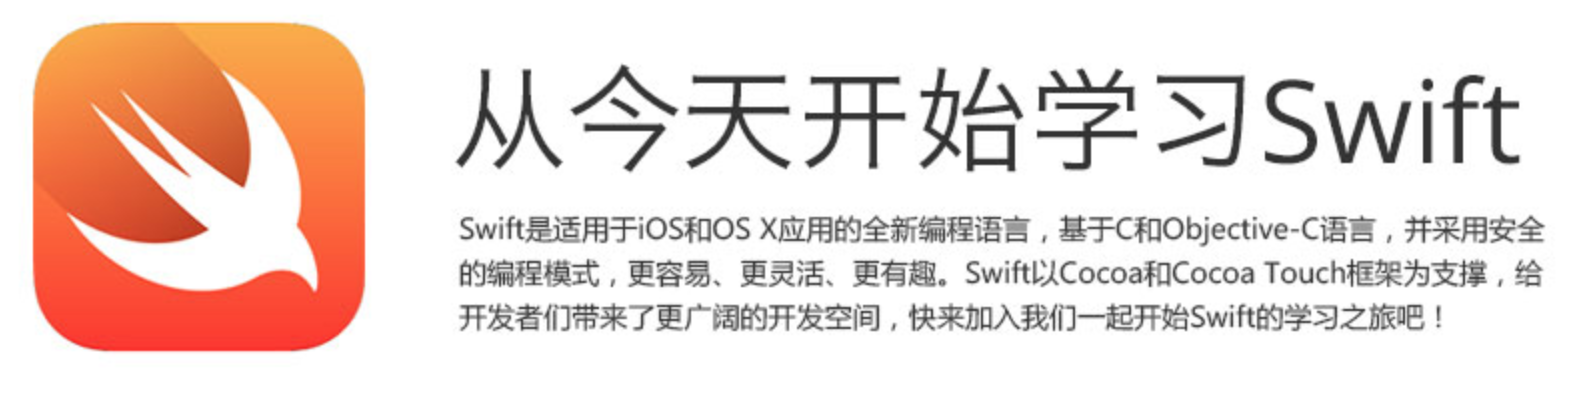 从今天开始学习Swift
Swift是适用于iOS和OS X应用的全新编程语言，基于C和Objective-C语言，并采用安全
的编程模式，更容易、更灵活、更有趣。Swift以Cocoa和Cocoa Touch框架为支撑，给
开发者们带来了更广阔的开发空间，快来加入我们一起开始Swift的学习之旅吧！